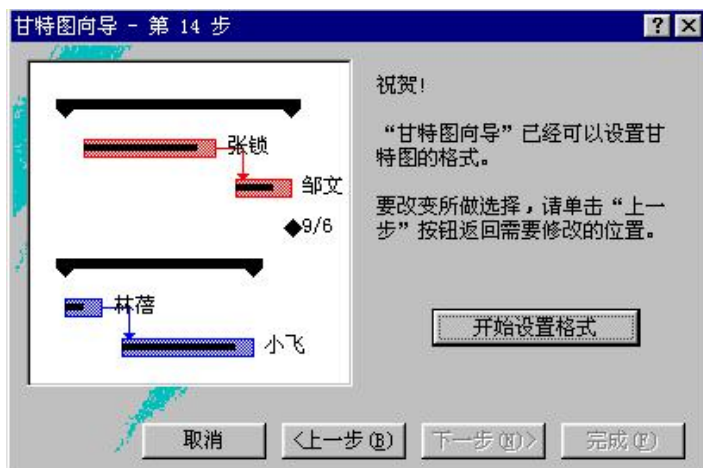 甘特图向导 - 第 14 步
张锁
邹文
9/6
林蓓
小飞
祝贺!
“甘特图向导”已经可以设置甘
特图的格式。
要改变所做选择，请单击“上一
步”按钮返回需要修改的位置。
开始设置格式
取消
<上一步(B)
下一步(N)>
完成(F)